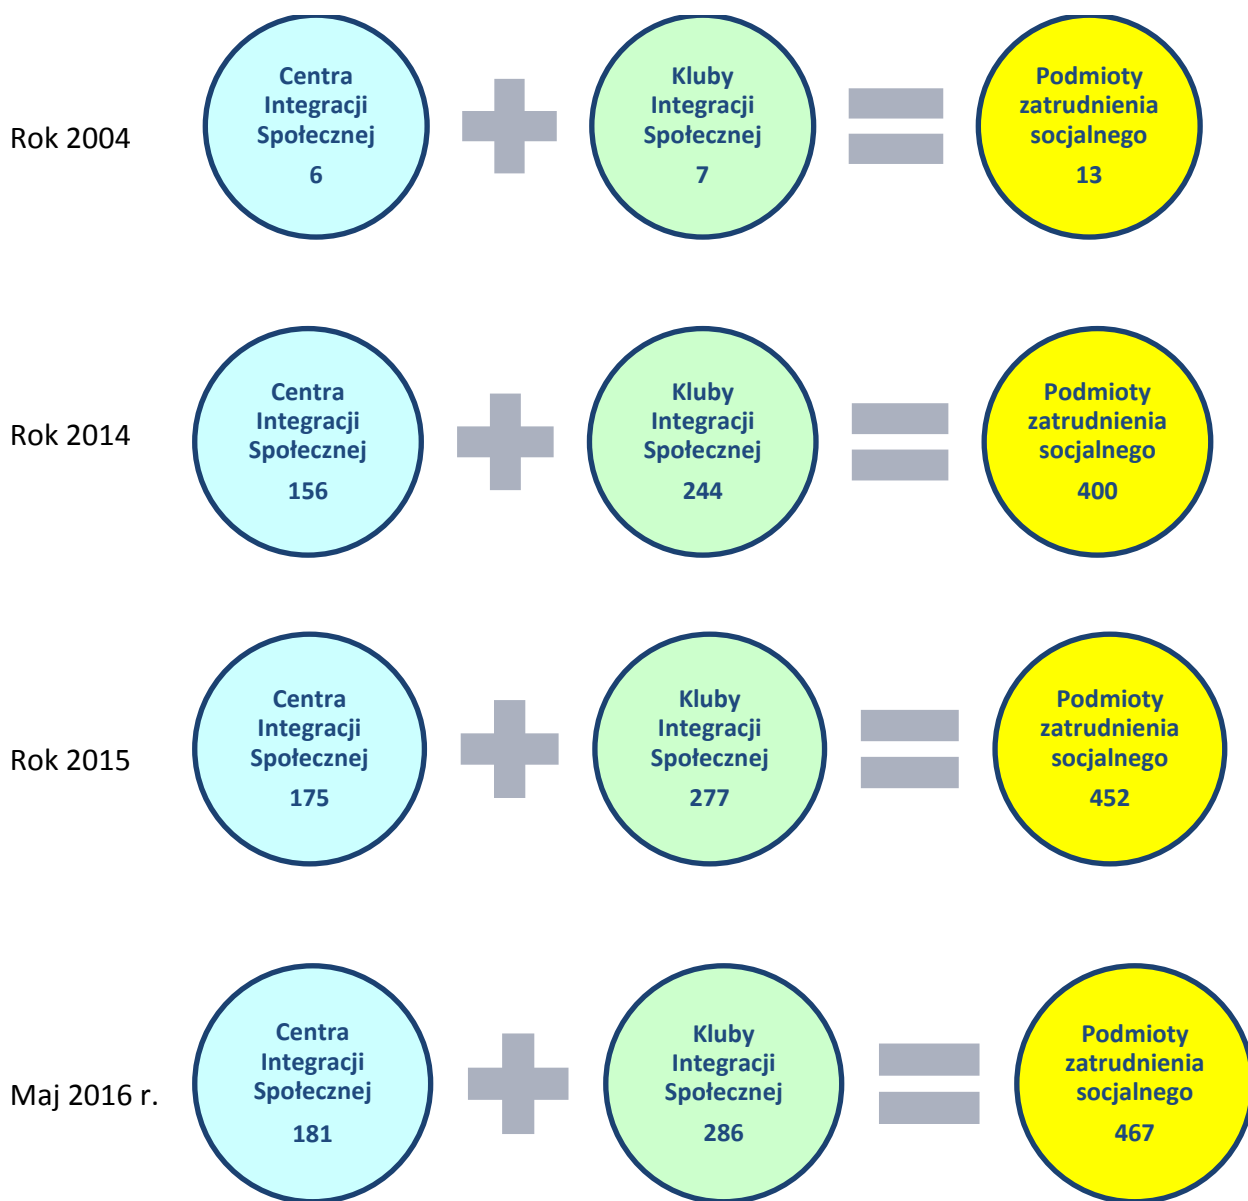 Rok 2004
Centra
Integracji
Społecznej
6
Kluby
Integracji
Społecznej
7
Podmioty
zatrudnienia
socjalnego
13
Rok 2014
Centra
Integracji
Społecznej
156
Kluby
Integracji
Społecznej
244
Podmioty
zatrudnienia
socjalnego
400
Rok 2015
Centra
Integracji
Społecznej
175
Kluby
Integracji
Społecznej
277
Podmioty
zatrudnienia
socjalnego
452
Maj 2016 r.
Centra
Integracji
Społecznej
181
Kluby
Integracji
Społecznej
286
Podmioty
zatrudnienia
socjalnego
467